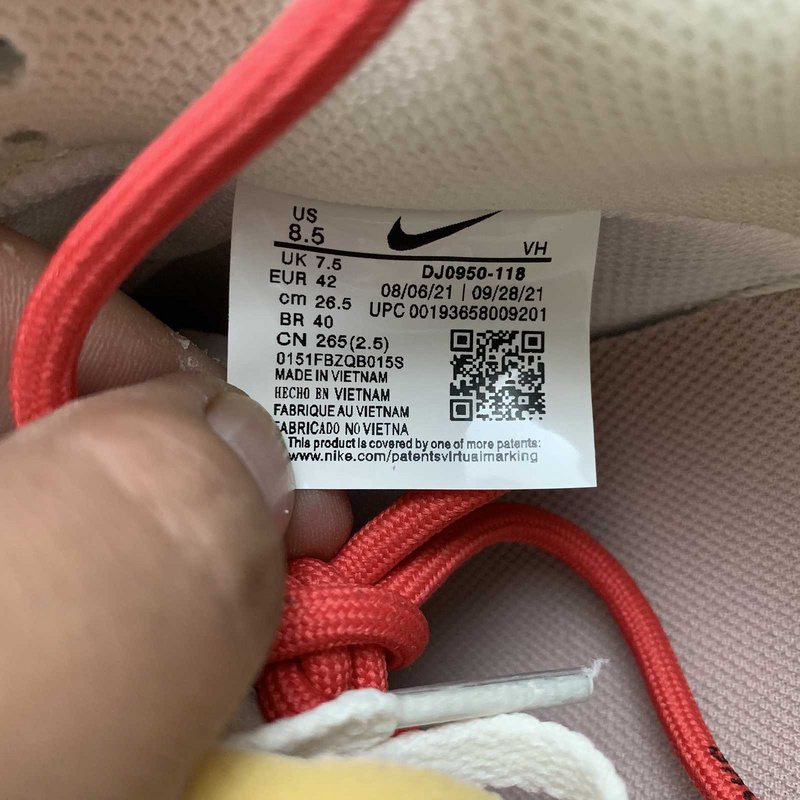 US
8.5
VH
UK 7.5
DJ0950-118
EUR 42
08/06/21 | 09/28/21
cm 26.5
UPC 00193658009201
BR 40
CN 265(2.5)
0151FBZQB015S
MADE IN VIETNAM
HECHO EN VIETNAM
FABRIQUE AU VIETNAM
FABRICADO NO VIETNA
This product is covered by one of more patents:
www.nike.com/patentsvirtualmarking